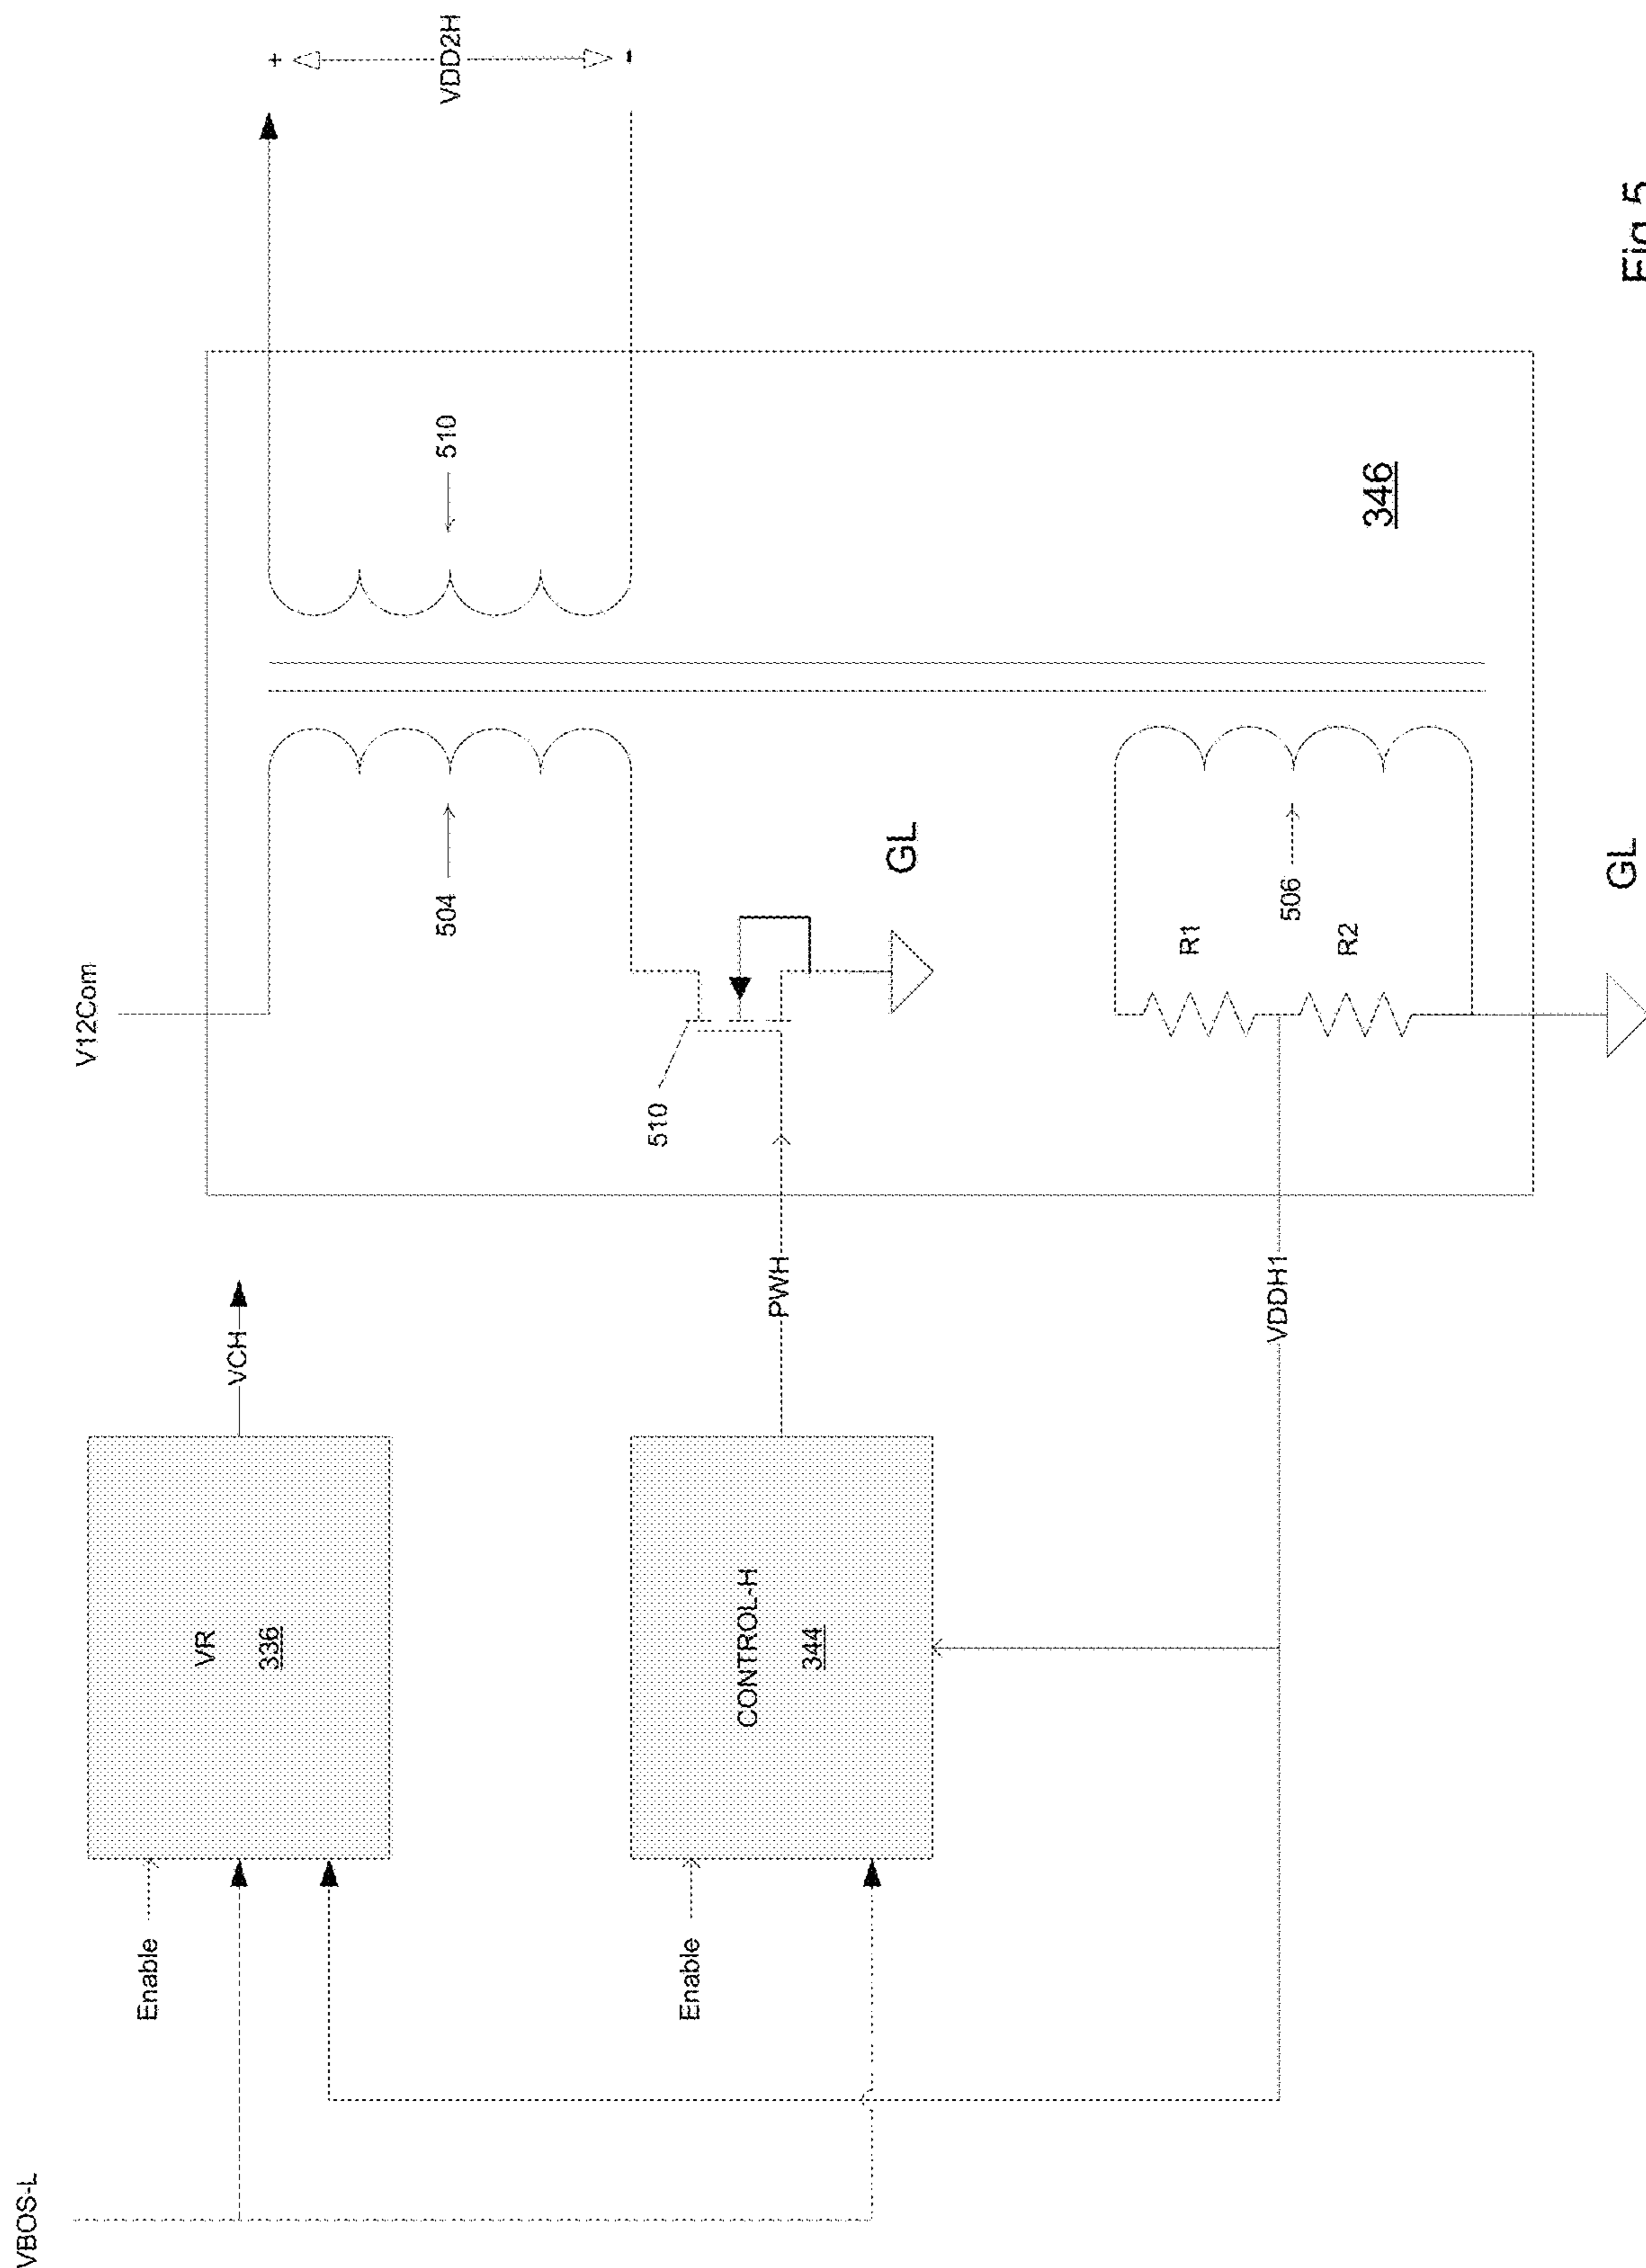 VBOS-L
Enable
VR
336
VCH
V12Com
504
510
VDD2H
+
-
Enable
CONTROL-H
344
PWH
510
GL
VDDH1
R1
R2
506
346
GL
Fig 5